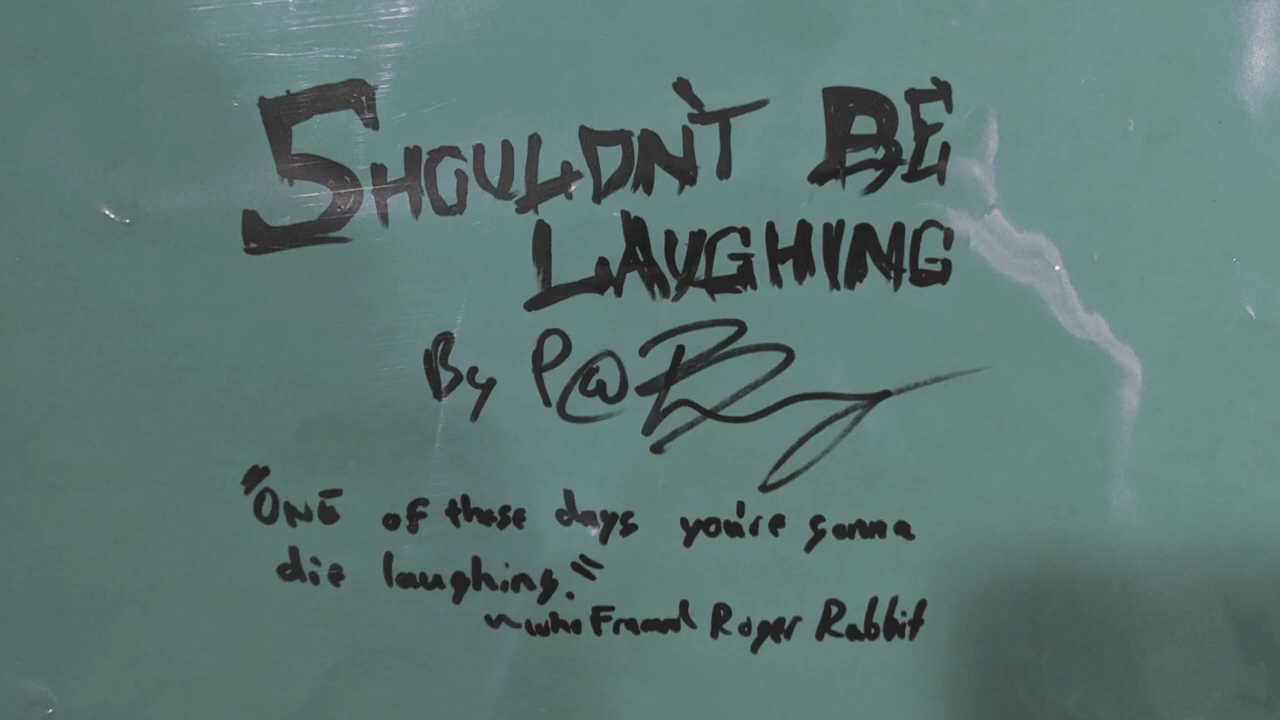 SHOULDN'T BE
LAUGHING
By P@
"ONE of these days you're gonna
die laughing."
~ who Framed Roger Rabbit